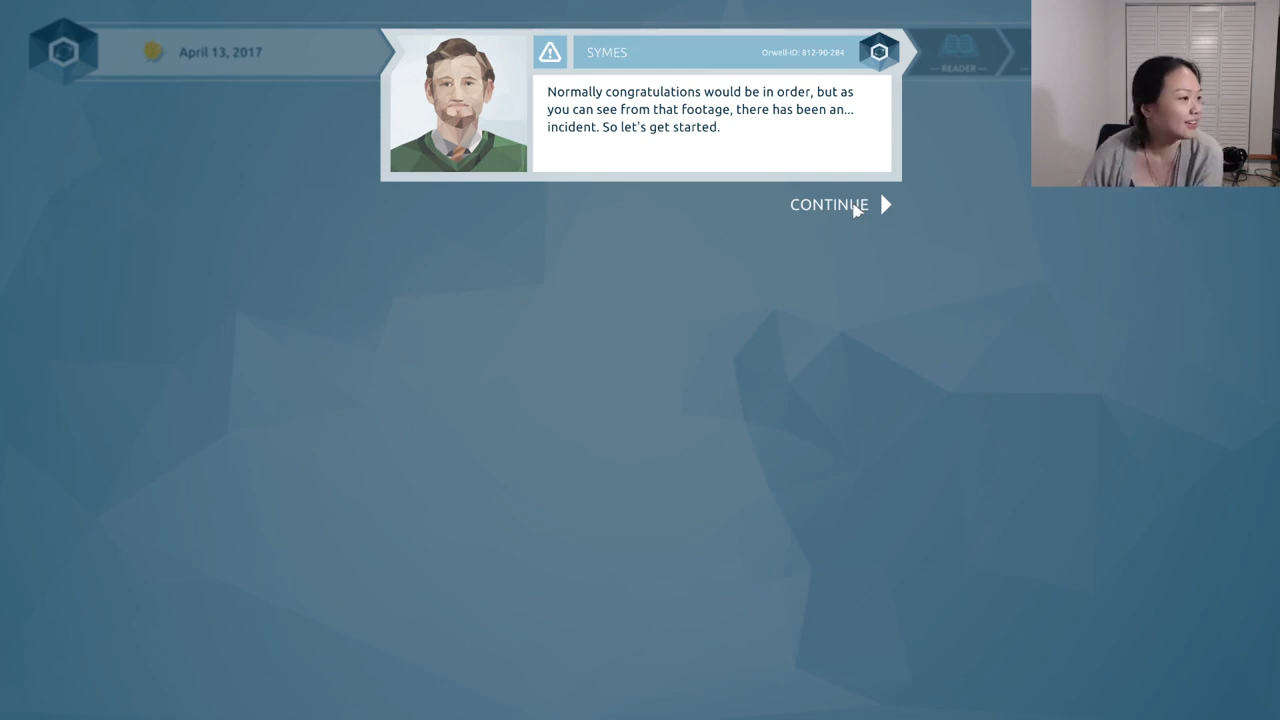 April 13, 2017
SYMES
Orwell-ID: 812-90-284
Normally congratulations would be in order, but as
you can see from that footage, there has been an...
incident. So let's get started.
— READER —
CONTINUE